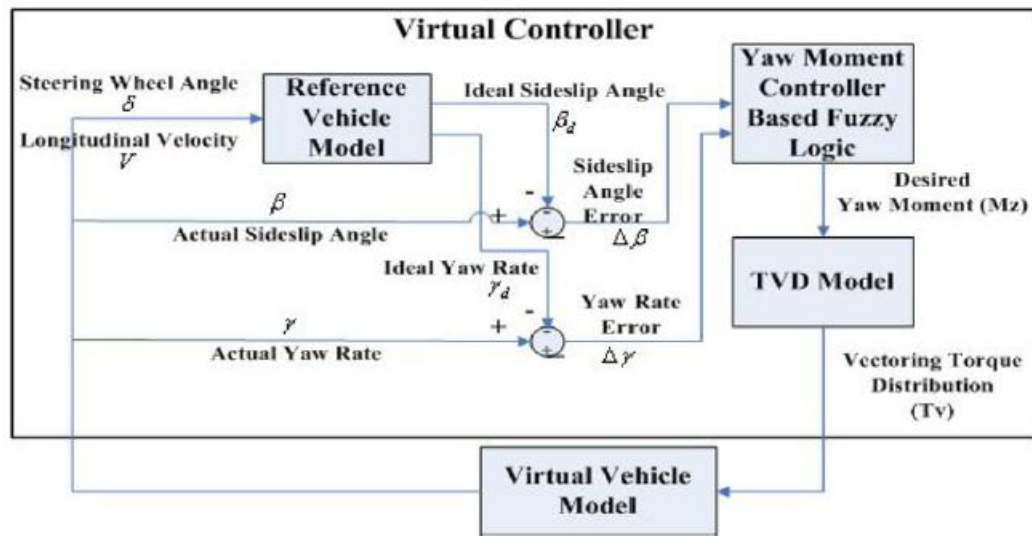 Virtual Controller
Steering Wheel Angle
δ
Longitudinal Velocity
V
Reference
Vehicle
Model
Ideal Sideslip Angle
β_d
Yaw Moment
Controller
Based Fuzzy
Logic
Sideslip
Angle
Error
Δβ
-
+
-
+
β
Actual Sideslip Angle
Desired
Yaw Moment (Mz)
Ideal Yaw Rate
γ_d
TVD Model
-
+
-
+
γ
Actual Yaw Rate
Yaw Rate
Error
Δγ
Vectoring Torque
Distribution
(Tv)
Virtual Vehicle
Model